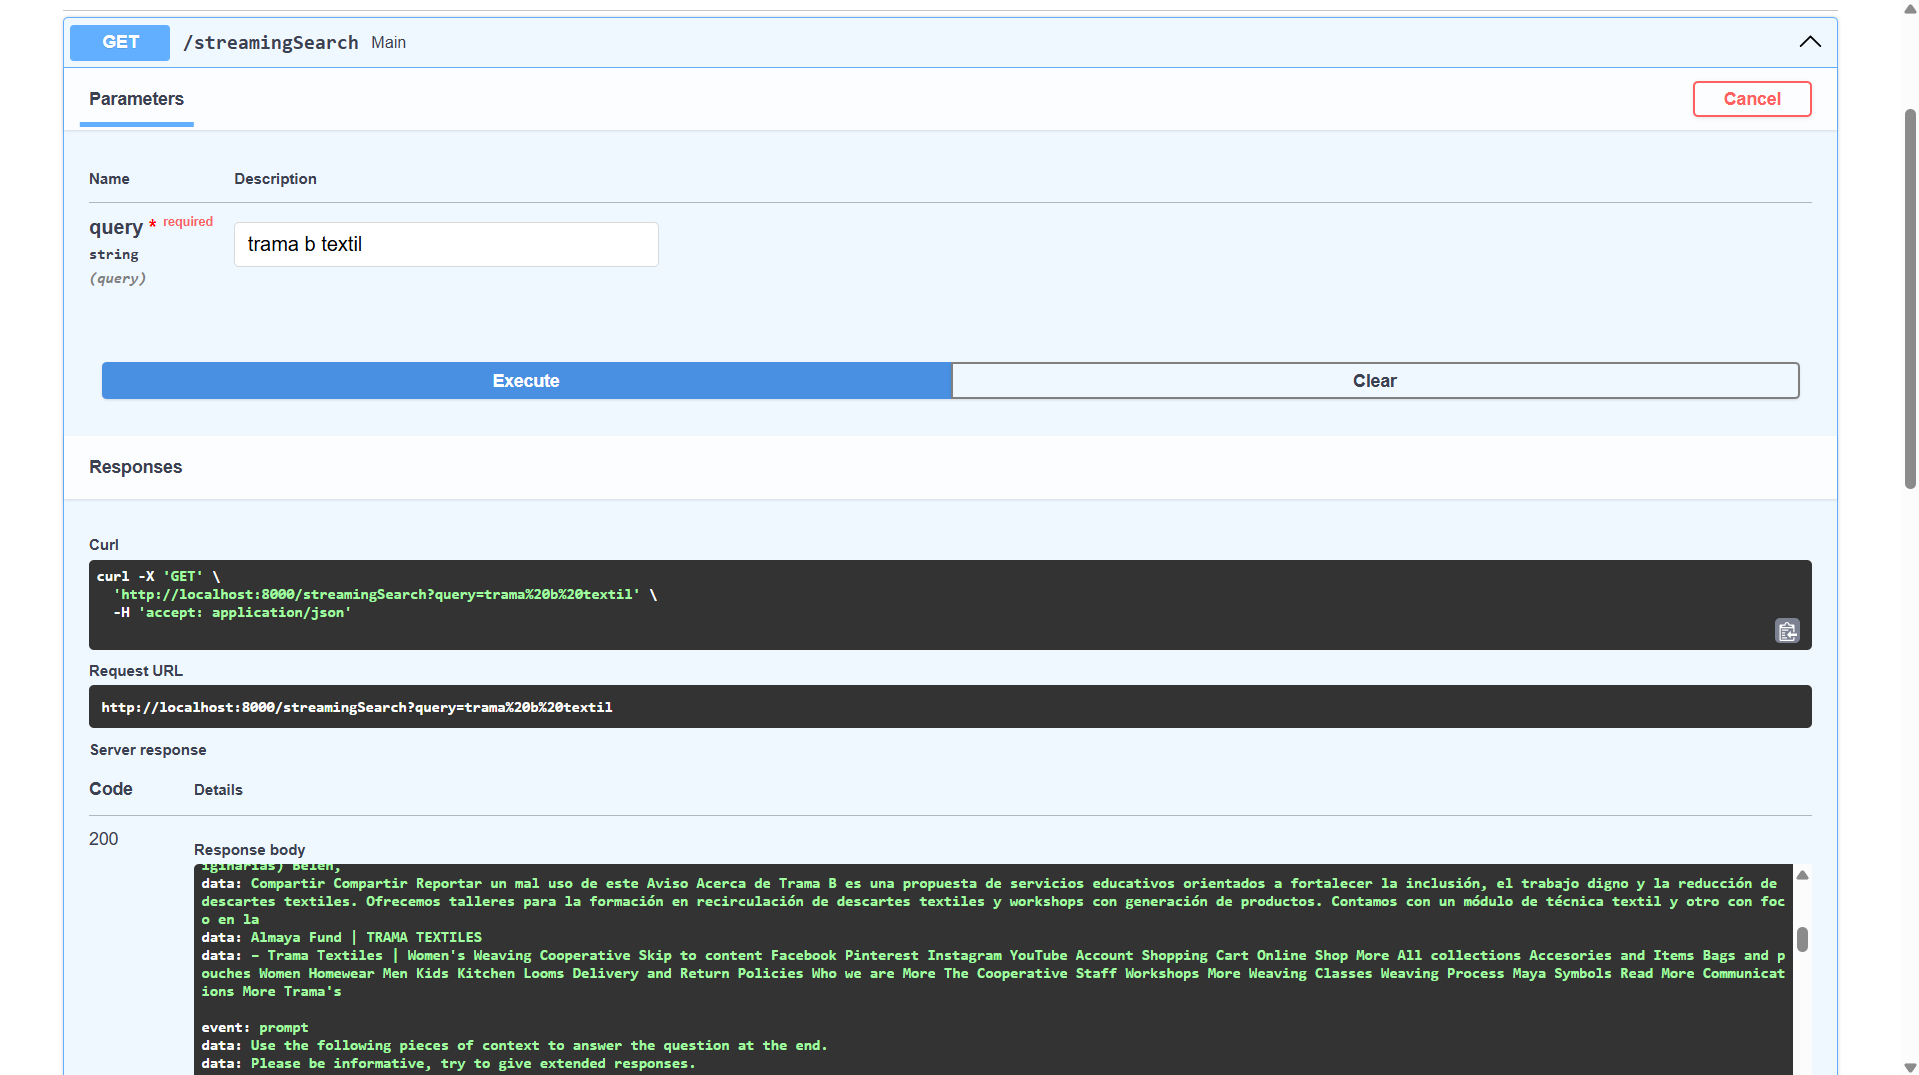 GET /streamingSearch Main
Parameters
Cancel
Name Description
query * required
string
(query)
trama b textil
Execute Clear
Responses
Curl
curl -X 'GET' \
'http://localhost:8000/streamingSearch?query=trama%20b%20textil' \
-H 'accept: application/json'
Request URL
http://localhost:8000/streamingSearch?query=trama%20b%20textil
Server response
Code Details
200
Response body
iginarias) Belen,
data: Compartir Compartir Reportar un mal uso de este Aviso Acerca de Trama B es una propuesta de servicios educativos orientados a fortalecer la inclusión, el trabajo digno y la reducción de
descartes textiles. Ofrecemos talleres para la formación en recirculación de descartes textiles y workshops con generación de productos. Contamos con un módulo de técnica textil y otro con foc
o en la
data: Almaya Fund | TRAMA TEXTILES
data: – Trama Textiles | Women's Weaving Cooperative Skip to content Facebook Pinterest Instagram YouTube Account Shopping Cart Online Shop More All collections Accesories and Items Bags and p
ouches Women Homewear Men Kids Kitchen Looms Delivery and Return Policies Who we are More The Cooperative Staff Workshops More Weaving Classes Weaving Process Maya Symbols Read More Communicat
ions More Trama's
event: prompt
data: Use the following pieces of context to answer the question at the end.
data: Please be informative, try to give extended responses.